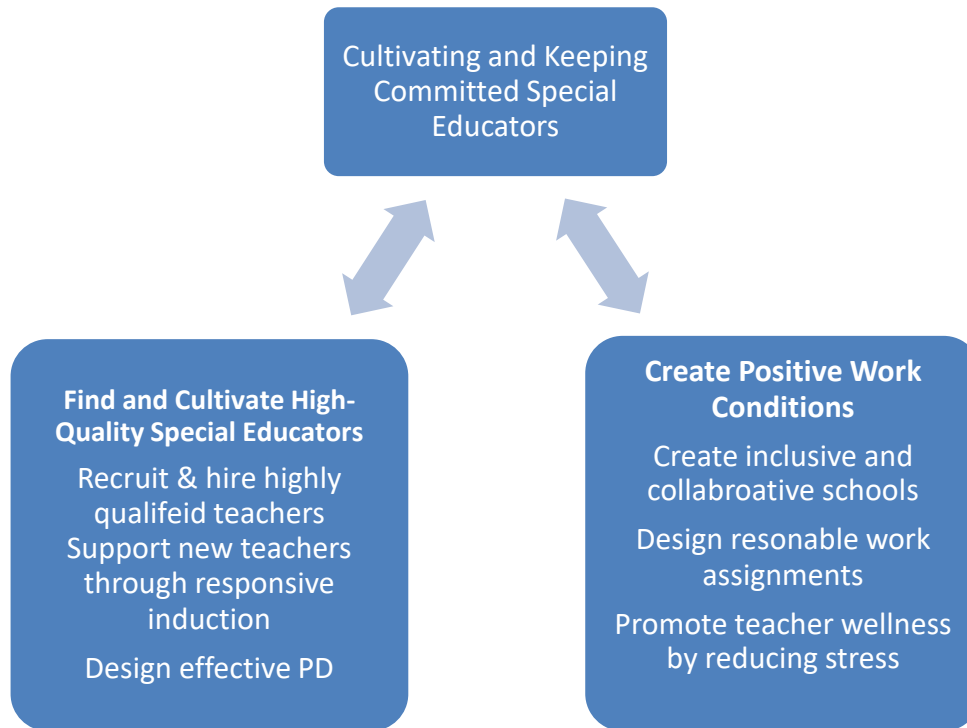 Cultivating and Keeping
Committed Special
Educators
Find and Cultivate High-
Quality Special Educators
Recruit & hire highly
qualifeid teachers
Support new teachers
through responsive
induction
Design effective PD
Create Positive Work
Conditions
Create inclusive and
collabroative schools
Design resonable work
assignments
Promote teacher wellness
by reducing stress